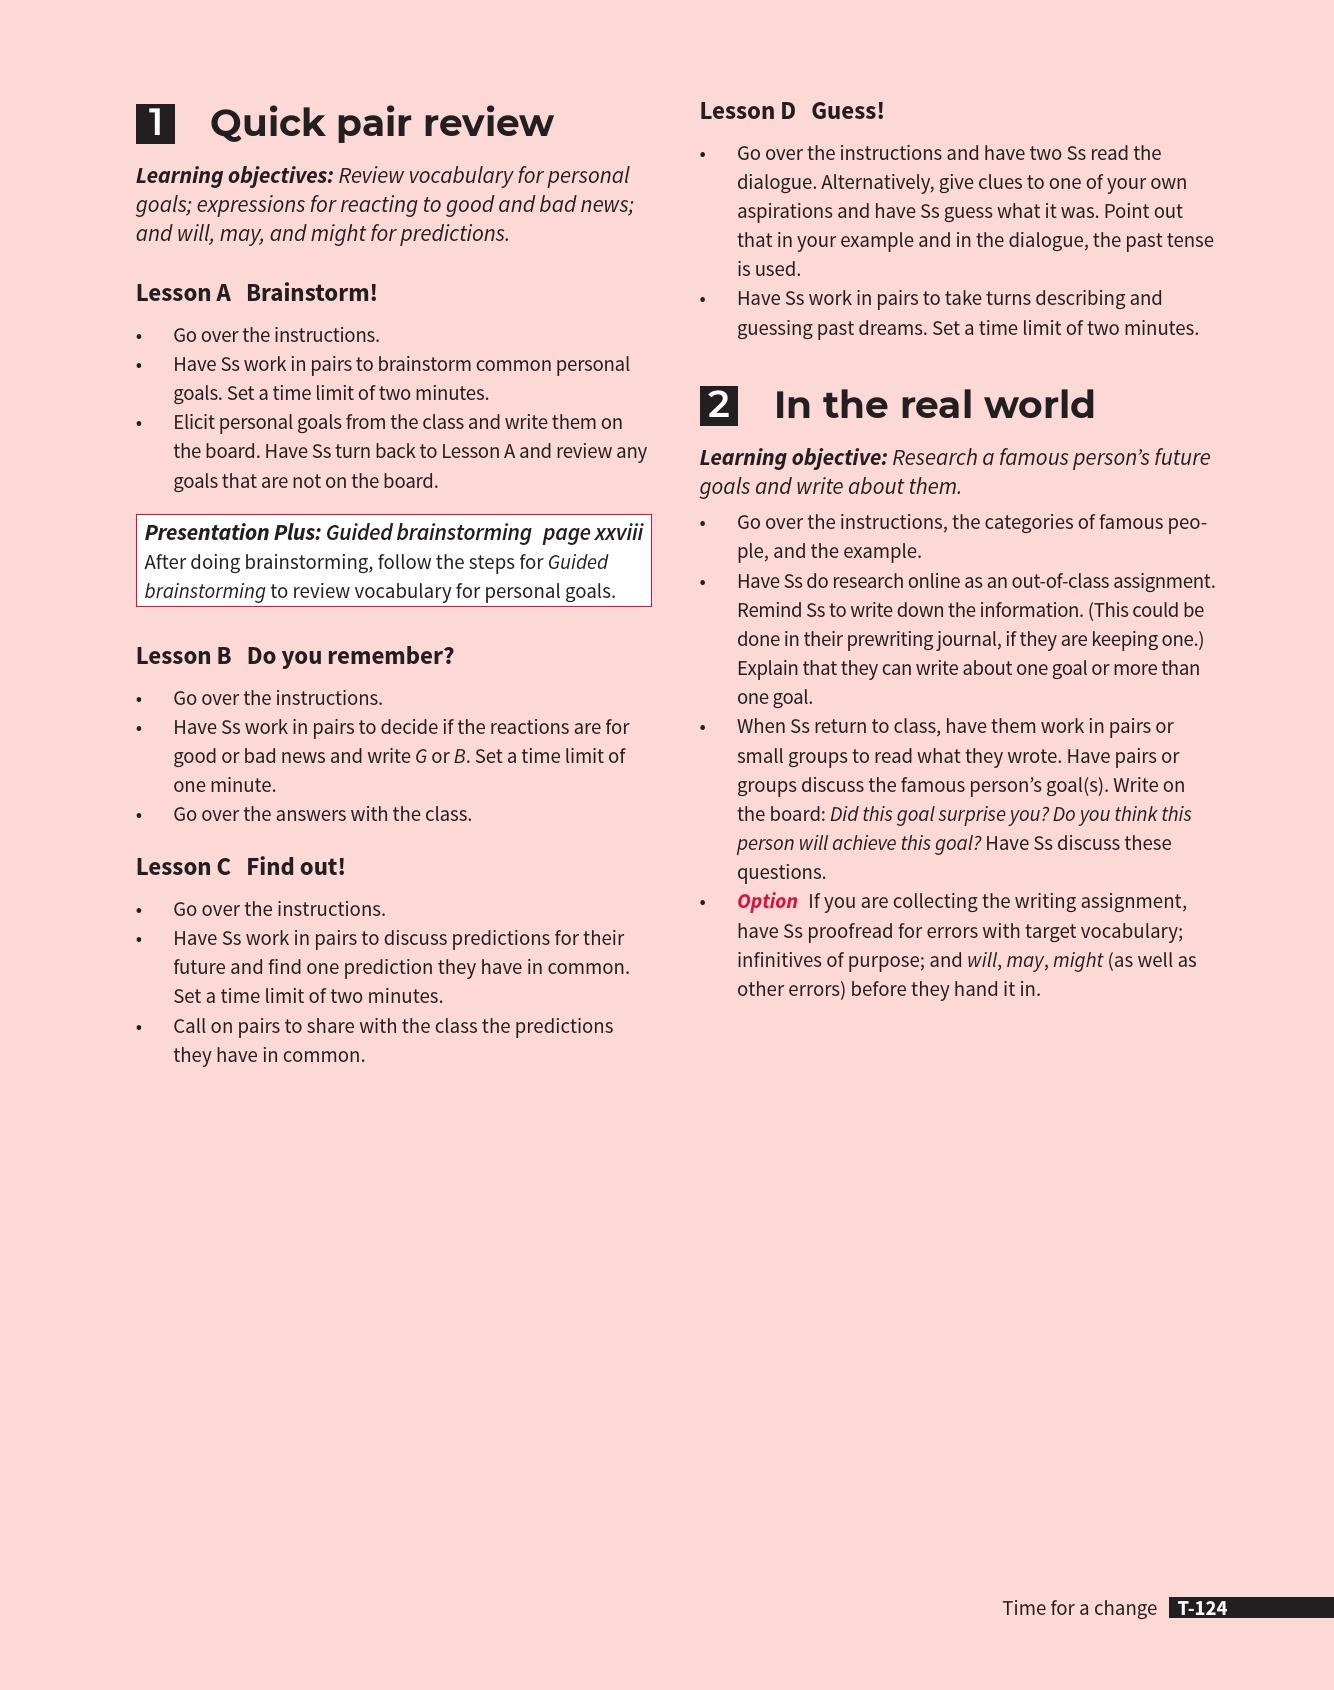 1 Quick pair review
Learning objectives: Review vocabulary for personal
goals; expressions for reacting to good and bad news;
and will, may, and might for predictions.
Lesson A Brainstorm!
• Go over the instructions.
• Have Ss work in pairs to brainstorm common personal
goals. Set a time limit of two minutes.
• Elicit personal goals from the class and write them on
the board. Have Ss turn back to Lesson A and review any
goals that are not on the board.
Presentation Plus: Guided brainstorming page xxviii
After doing brainstorming, follow the steps for Guided
brainstorming to review vocabulary for personal goals.
Lesson B Do you remember?
• Go over the instructions.
• Have Ss work in pairs to decide if the reactions are for
good or bad news and write G or B. Set a time limit of
one minute.
• Go over the answers with the class.
Lesson C Find out!
• Go over the instructions.
• Have Ss work in pairs to discuss predictions for their
future and find one prediction they have in common.
Set a time limit of two minutes.
• Call on pairs to share with the class the predictions
they have in common.
Lesson D Guess!
• Go over the instructions and have two Ss read the
dialogue. Alternatively, give clues to one of your own
aspirations and have Ss guess what it was. Point out
that in your example and in the dialogue, the past tense
is used.
• Have Ss work in pairs to take turns describing and
guessing past dreams. Set a time limit of two minutes.
2 In the real world
Learning objective: Research a famous person’s future
goals and write about them.
• Go over the instructions, the categories of famous peo-
ple, and the example.
• Have Ss do research online as an out-of-class assignment.
Remind Ss to write down the information. (This could be
done in their prewriting journal, if they are keeping one.)
Explain that they can write about one goal or more than
one goal.
• When Ss return to class, have them work in pairs or
small groups to read what they wrote. Have pairs or
groups discuss the famous person’s goal(s). Write on
the board: Did this goal surprise you? Do you think this
person will achieve this goal? Have Ss discuss these
questions.
• Option If you are collecting the writing assignment,
have Ss proofread for errors with target vocabulary;
infinitives of purpose; and will, may, might (as well as
other errors) before they hand it in.
Time for a change T-124